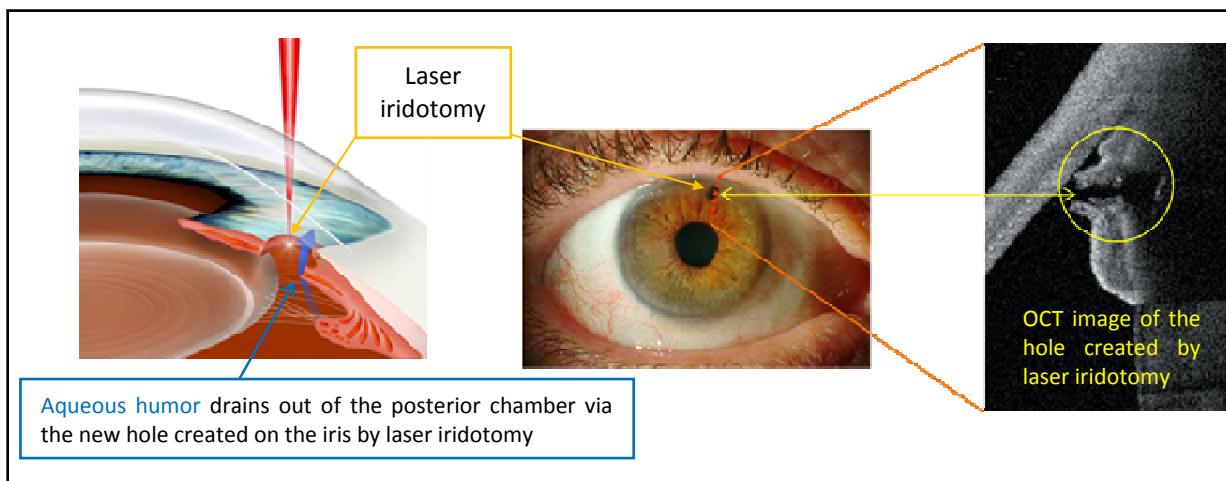 Laser
iridotomy
Aqueous humor drains out of the posterior chamber via
the new hole created on the iris by laser iridotomy
OCT image of the
hole created by
laser iridotomy